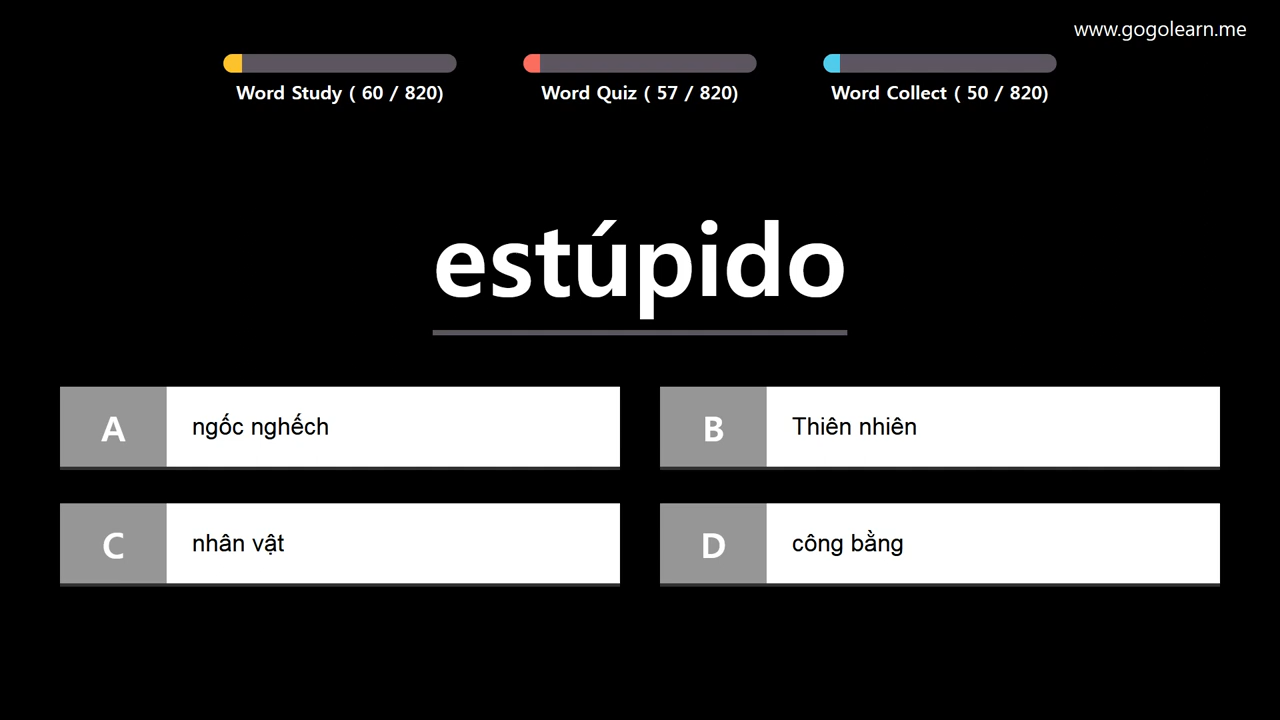 www.gogolearn.me
Word Study ( 60 / 820)
Word Quiz ( 57 / 820)
Word Collect ( 50 / 820)
estúpido
A
ngốc nghếch
B
Thiên nhiên
C
nhân vật
D
công bằng